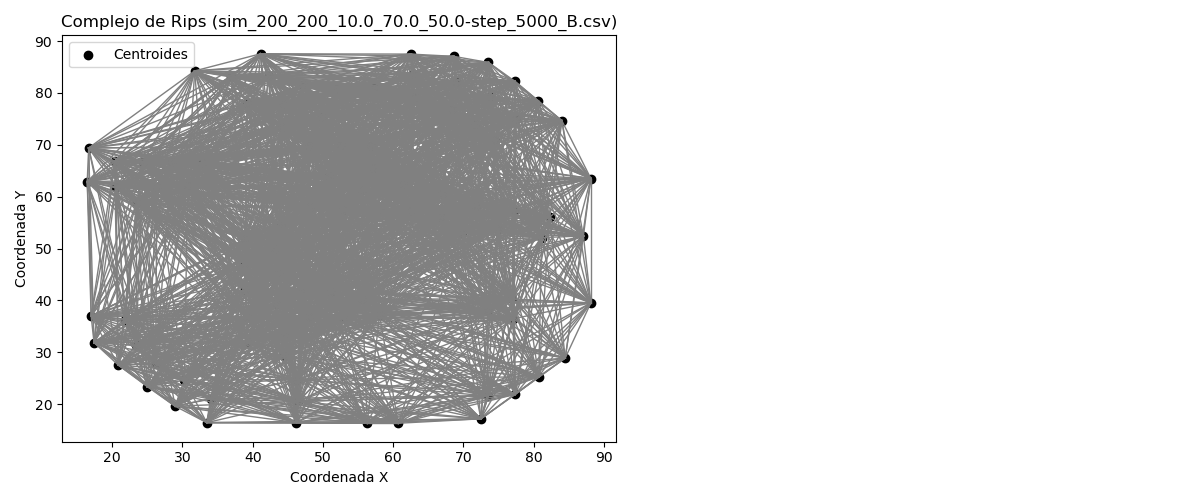 Complejo de Rips (sim_200_200_10.0_70.0_50.0-step_5000_B.csv)
Centroides
90
80
70
60
50
40
30
20
Coordenada Y
20 30 40 50 60 70 80 90
Coordenada X